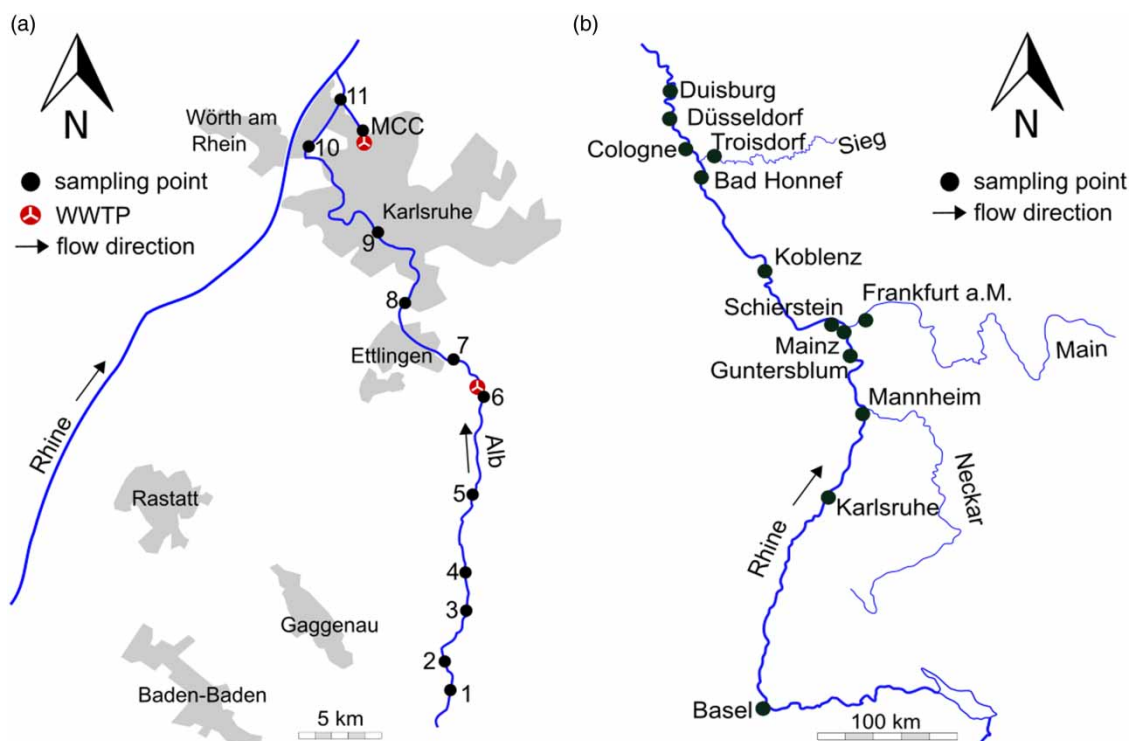 (a)
N
Wörth am
Rhein
11
MCC
10
sampling point
WWTP
flow direction
Karlsruhe
9
8
Ettlingen
7
6
Rhine
Alb
Rastatt
5
4
3
Gaggenau
2
1
Baden-Baden
5 km
(b)
N
Duisburg
Düsseldorf
Troisdorf
Cologne
Sieg
Bad Honnef
sampling point
flow direction
Koblenz
Frankfurt a.M.
Schierstein
Mainz
Main
Guntersblum
Mannheim
Neckar
Karlsruhe
Rhine
Basel
100 km